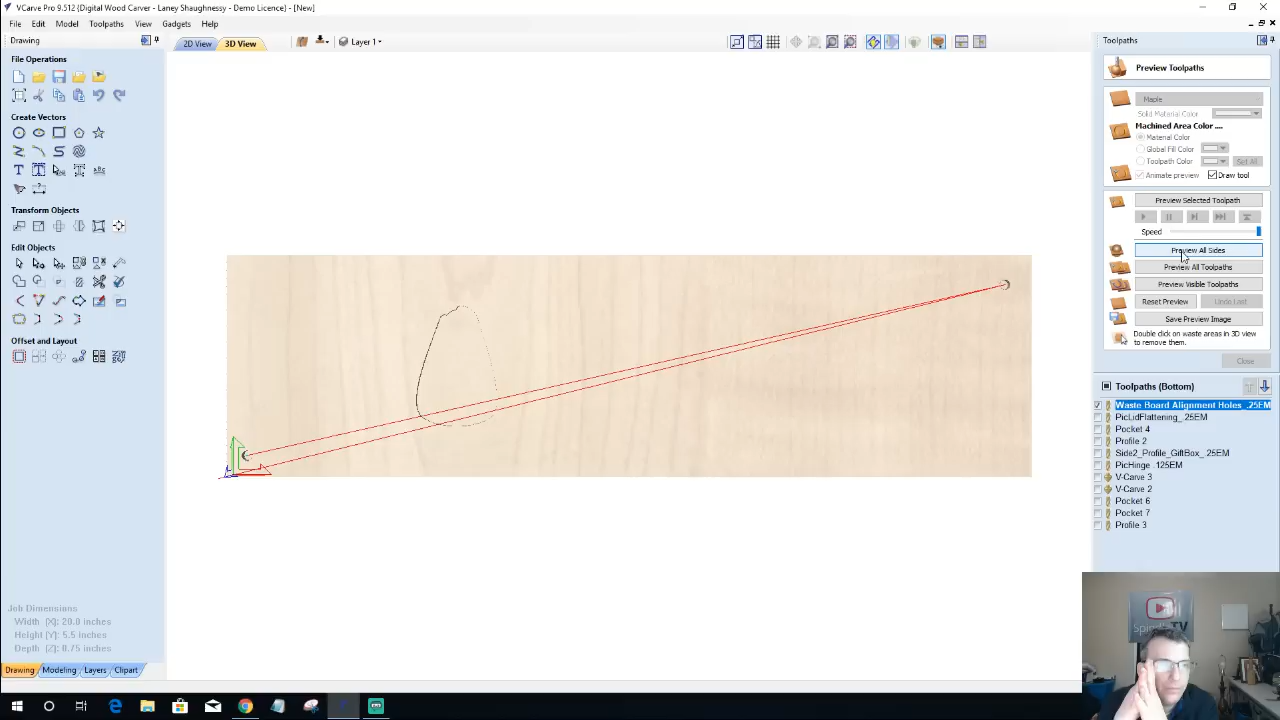 VCarve Pro 9.512 {Digital Wood Carver - Laney Shaughnessy - Demo Licence} - [New]
File Edit Model Toolpaths View Gadgets Help
Drawing
2D View 3D View Layer 1
Toolpaths
File Operations
Create Vectors
Transform Objects
Edit Objects
Offset and Layout
Job Dimensions
Width (X): 20.0 inches
Height (Y): 5.5 inches
Depth (Z): 0.75 inches
Drawing Modeling Layers Clipart
Preview Toolpaths
Maple
Solid Material Color
Machined Area Color ....
Material Color
Global Fill Color
Toolpath Color Set All
Animate preview Draw tool
Preview Selected Toolpath
Speed
Preview All Sides
Preview All Toolpaths
Preview Visible Toolpaths
Reset Preview Undo Last
Save Preview Image
Double click on waste areas in 3D view
to remove them.
Close
Toolpaths (Bottom)
Waste Board Alignment Holes_.25EM
PicLidFlattening_.25EM
Pocket 4
Profile 2
Side2_Profile_GiftBox_.25EM
PicHinge .125EM
V-Carve 3
V-Carve 2
Pocket 6
Pocket 7
Profile 3